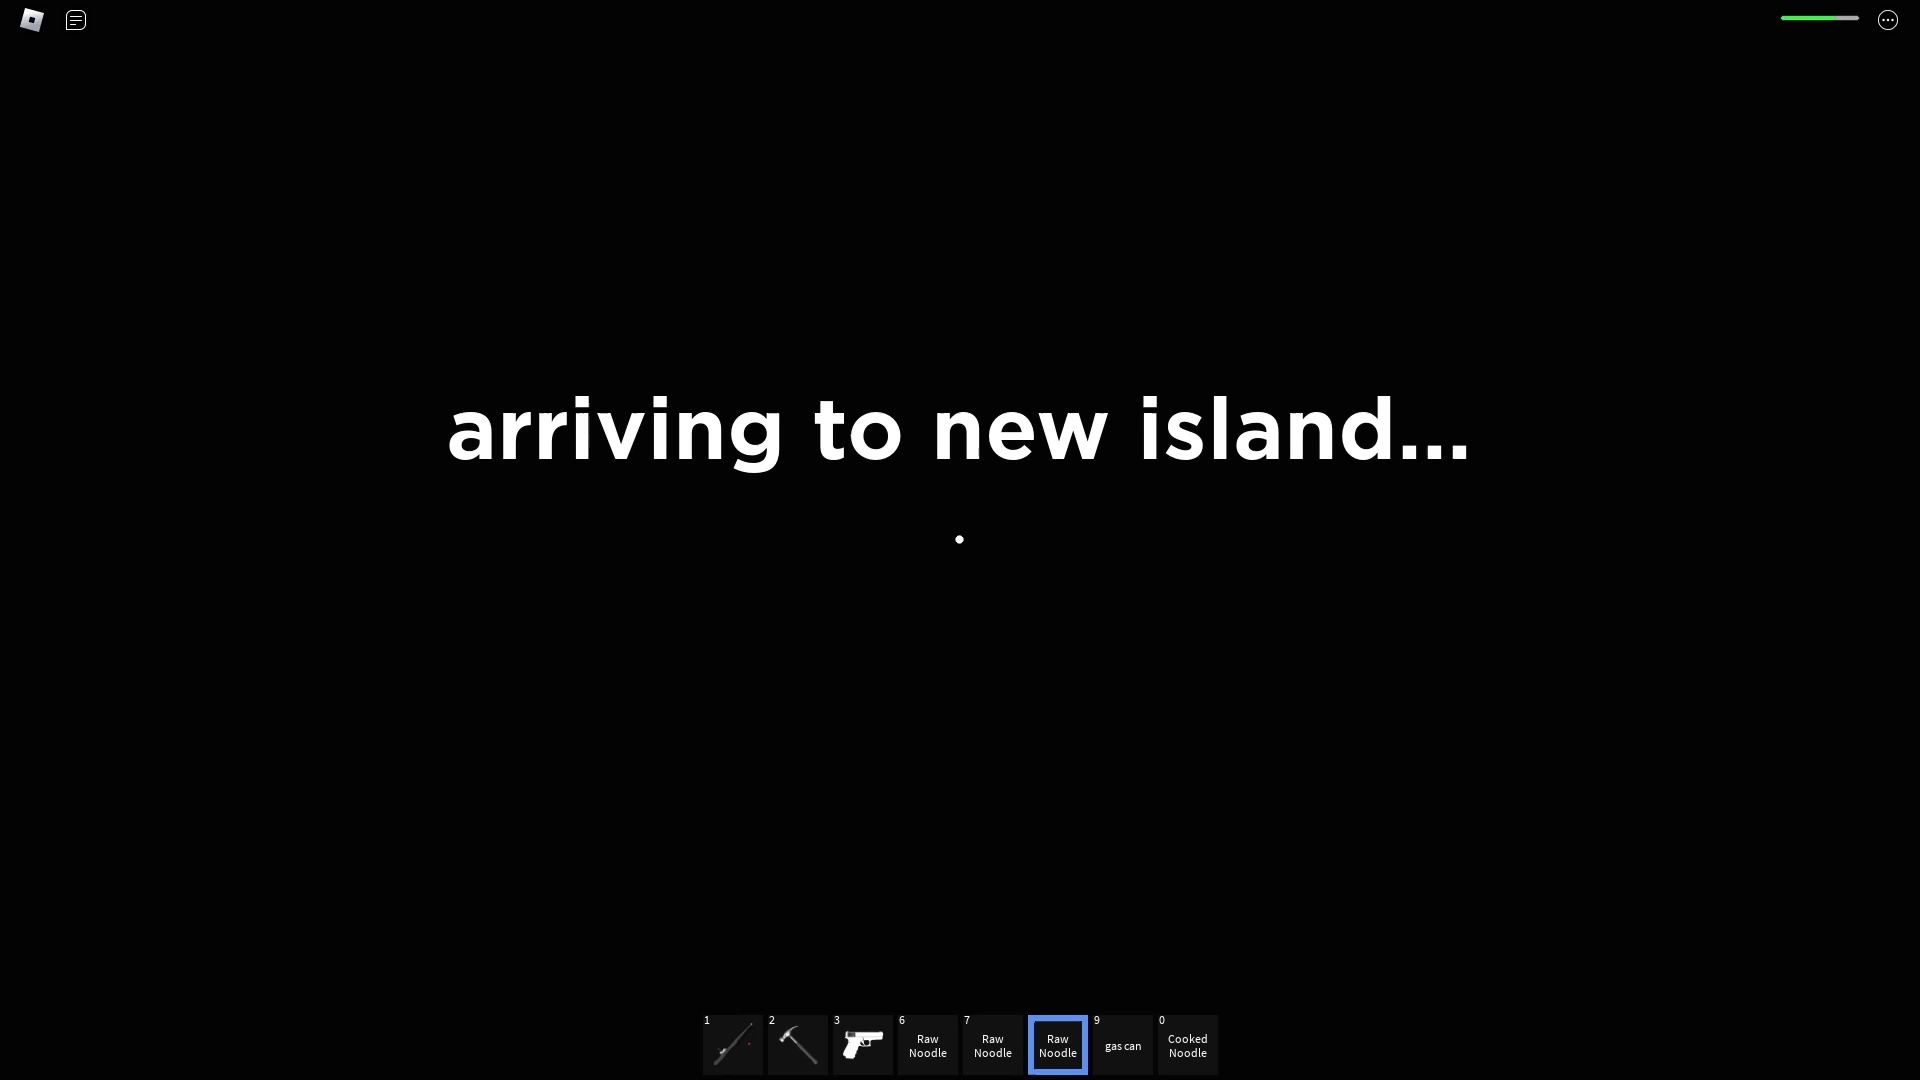 arriving to new island...
1
2
3
6
Raw
Noodle
7
Raw
Noodle
Raw
Noodle
9
gas can
0
Cooked
Noodle